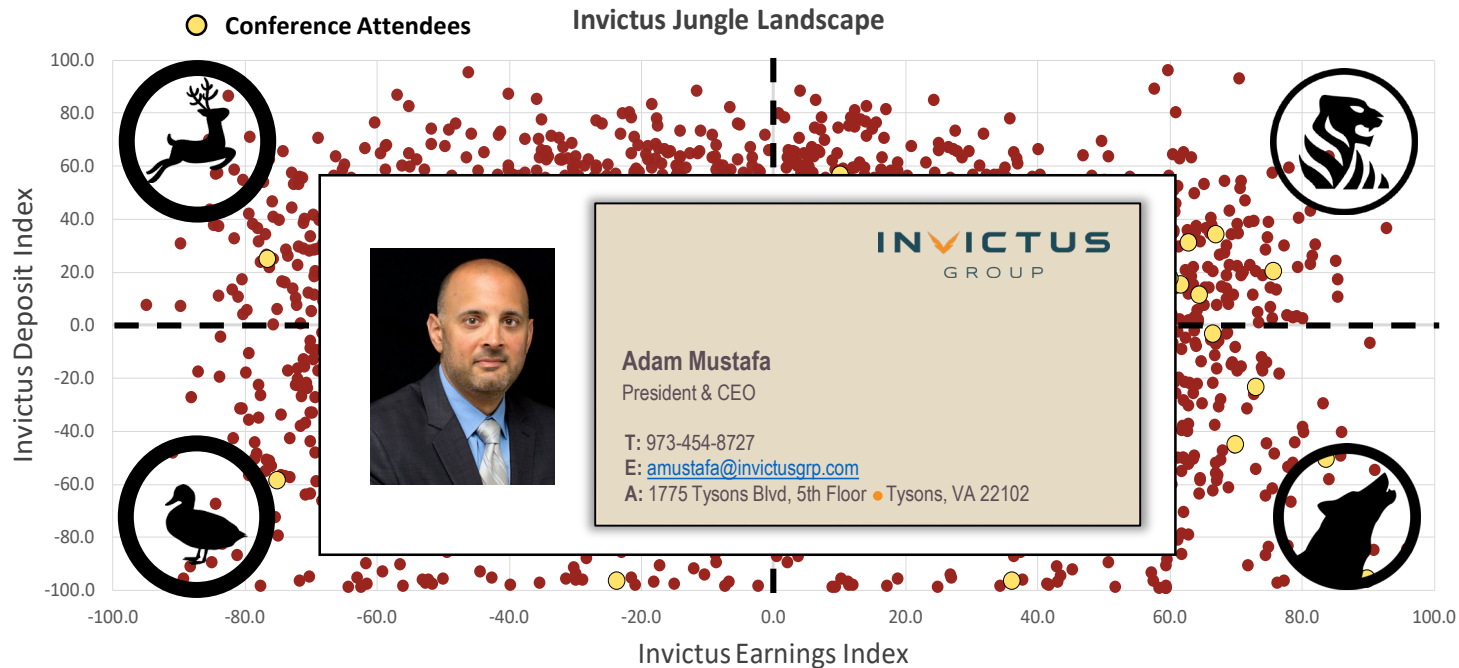 Conference Attendees
Invictus Jungle Landscape
Invictus Deposit Index
100.0
80.0
60.0
40.0
20.0
0.0
-20.0
-40.0
-60.0
-80.0
-100.0
INVICTUS
GROUP
Adam Mustafa
President & CEO
T: 973-454-8727
E: amustafa@invictusgrp.com
A: 1775 Tysons Blvd, 5th Floor ● Tysons, VA 22102
-100.0 -80.0 -60.0 -40.0 -20.0 0.0 20.0 40.0 60.0 80.0 100.0
Invictus Earnings Index